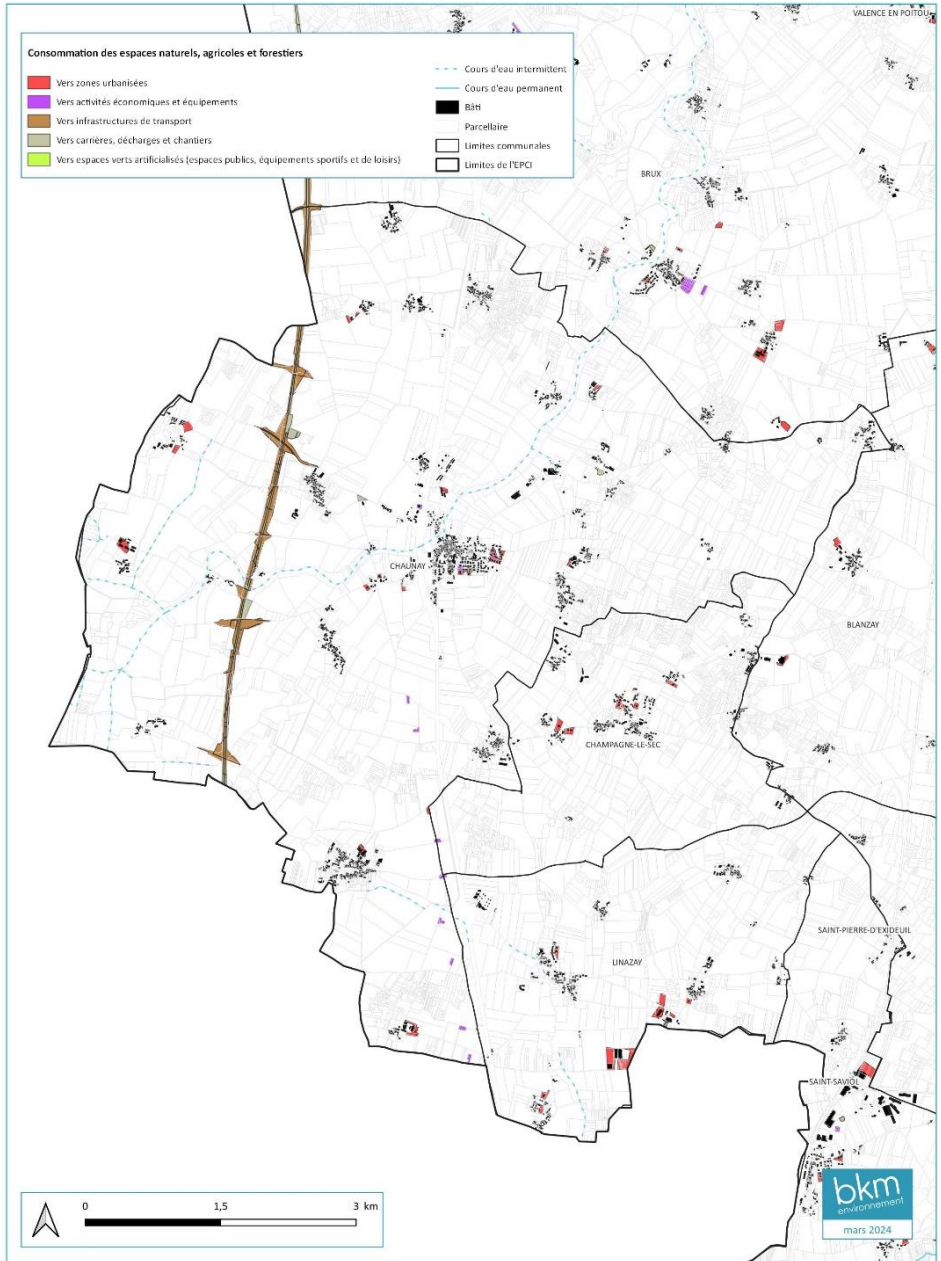 VALENCE EN POITOU
Consommation des espaces naturels, agricoles et forestiers
Vers zones urbanisées
Vers activités économiques et équipements
Vers infrastructures de transport
Vers carrières, décharges et chantiers
Vers espaces verts artificialisés (espaces publics, équipements sportifs et de loisirs)
Cours d'eau intermittent
Cours d'eau permanent
Bâti
Parcellaire
Limites communales
Limites de l'EPCI
BRUX
CHAUNAY
BLANZAY
CHAMPAGNE-LE-SEC
SAINT-PIERRE-D'EXIDEUIL
LINAZAY
SAINT-SAVIOL
0 1,5 3 km
bkm
environnement
mars 2024